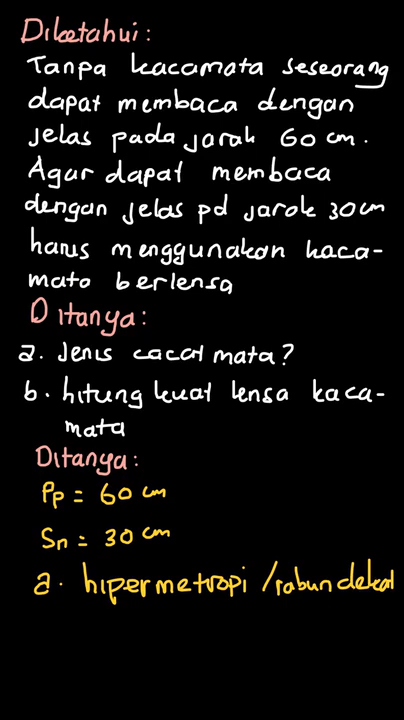 Diketahui:
Tanpa kacamata seseorang
dapat membaca dengan
jelas pada jarak 60 cm.
Agar dapat membaca
dengan jelas pd jarak 30 cm
harus menggunakan kaca-
mata berlensa
Ditanya:
a. Jenis cacat mata?
b. hitung kuat lensa kaca-
mata
Ditanya:
Pp = 60 cm
Sn = 30 cm
a. hipermetropi / rabun dekat